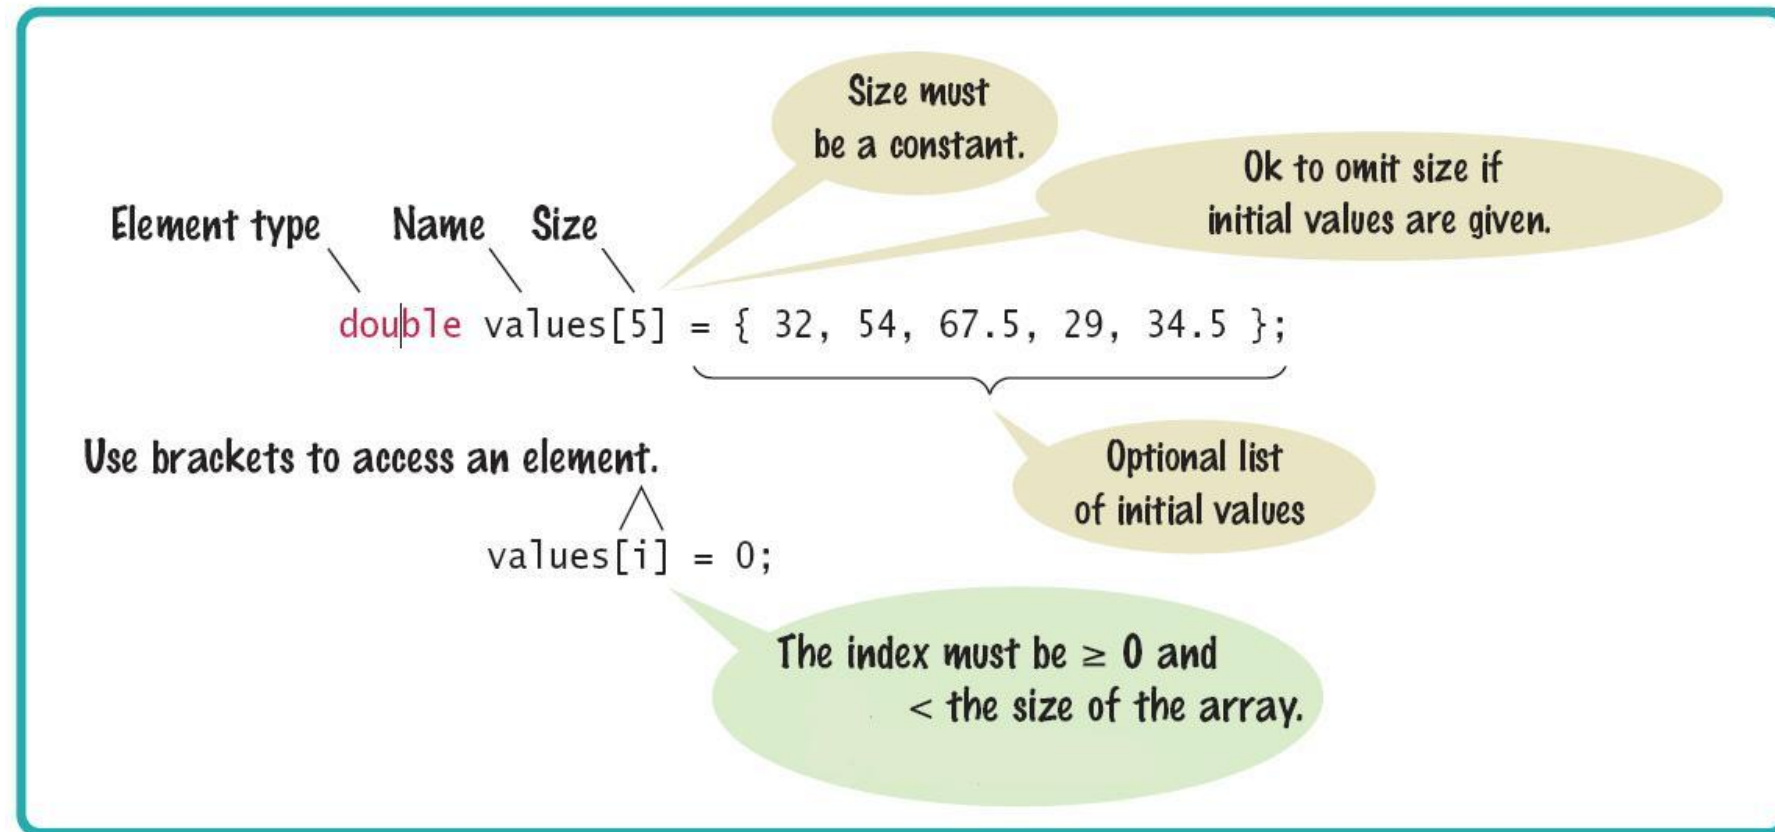 Size must
be a constant.
Ok to omit size if
initial values are given.
Element type Name Size
double values[5] = { 32, 54, 67.5, 29, 34.5 };
Use brackets to access an element.
Optional list
of initial values
values[i] = 0;
The index must be ≥ 0 and
< the size of the array.